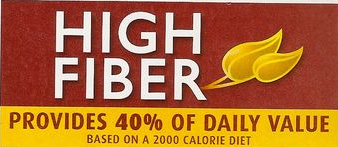 HIGH
FIBER
PROVIDES 40% OF DAILY VALUE
BASED ON A 2000 CALORIE DIET